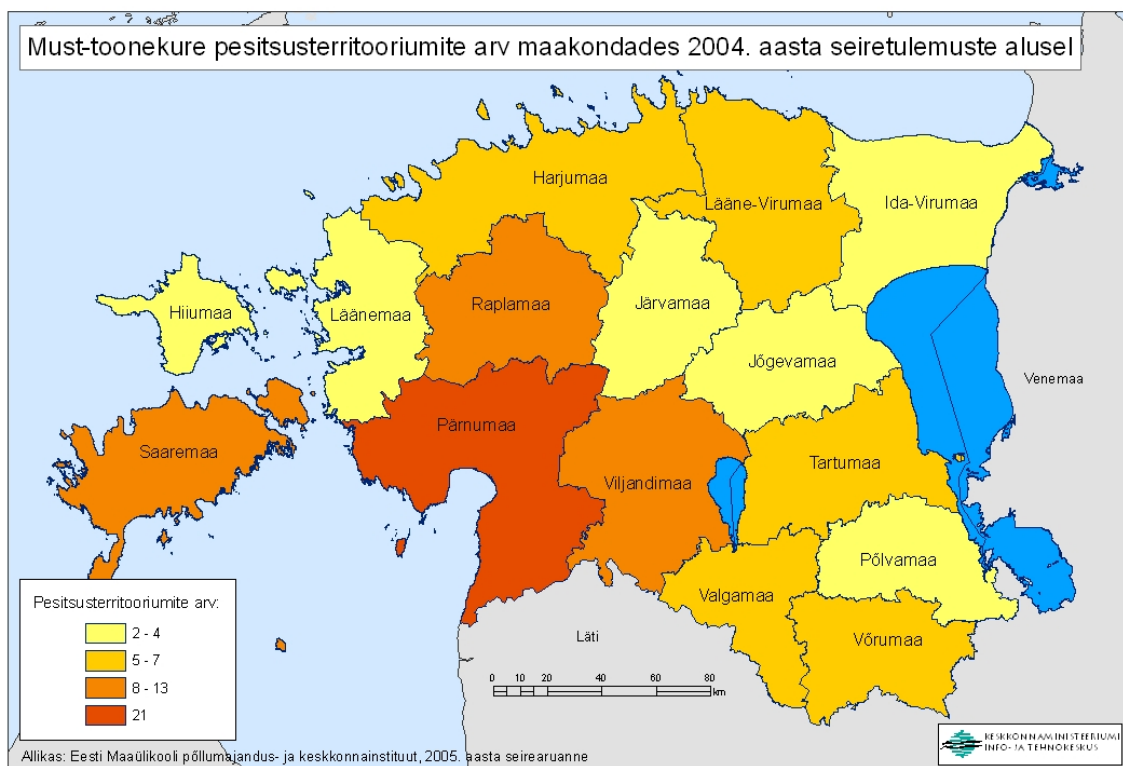 Must-toonekure pesitsusterritooriumite arv maakondades 2004. aasta seiretulemuste alusel
Harjumaa
Lääne-Virumaa
Ida-Virumaa
Hiiumaa
Läänemaa
Raplamaa
Järvamaa
Jõgevamaa
Venemaa
Saaremaa
Pärnumaa
Viljandimaa
Tartumaa
Põlvamaa
Valgamaa
Võrumaa
Läti
Pesitsusterritooriumite arv:
2 - 4
5 - 7
8 - 13
21
0 10 20 40 60 80
km
Allikas: Eesti Maaülikooli põllumajandus- ja keskkonnainstituut, 2005. aasta seirearuanne
KESKKONNAMINISTEERIUMI
INFO- JA TEHNOKESKUS